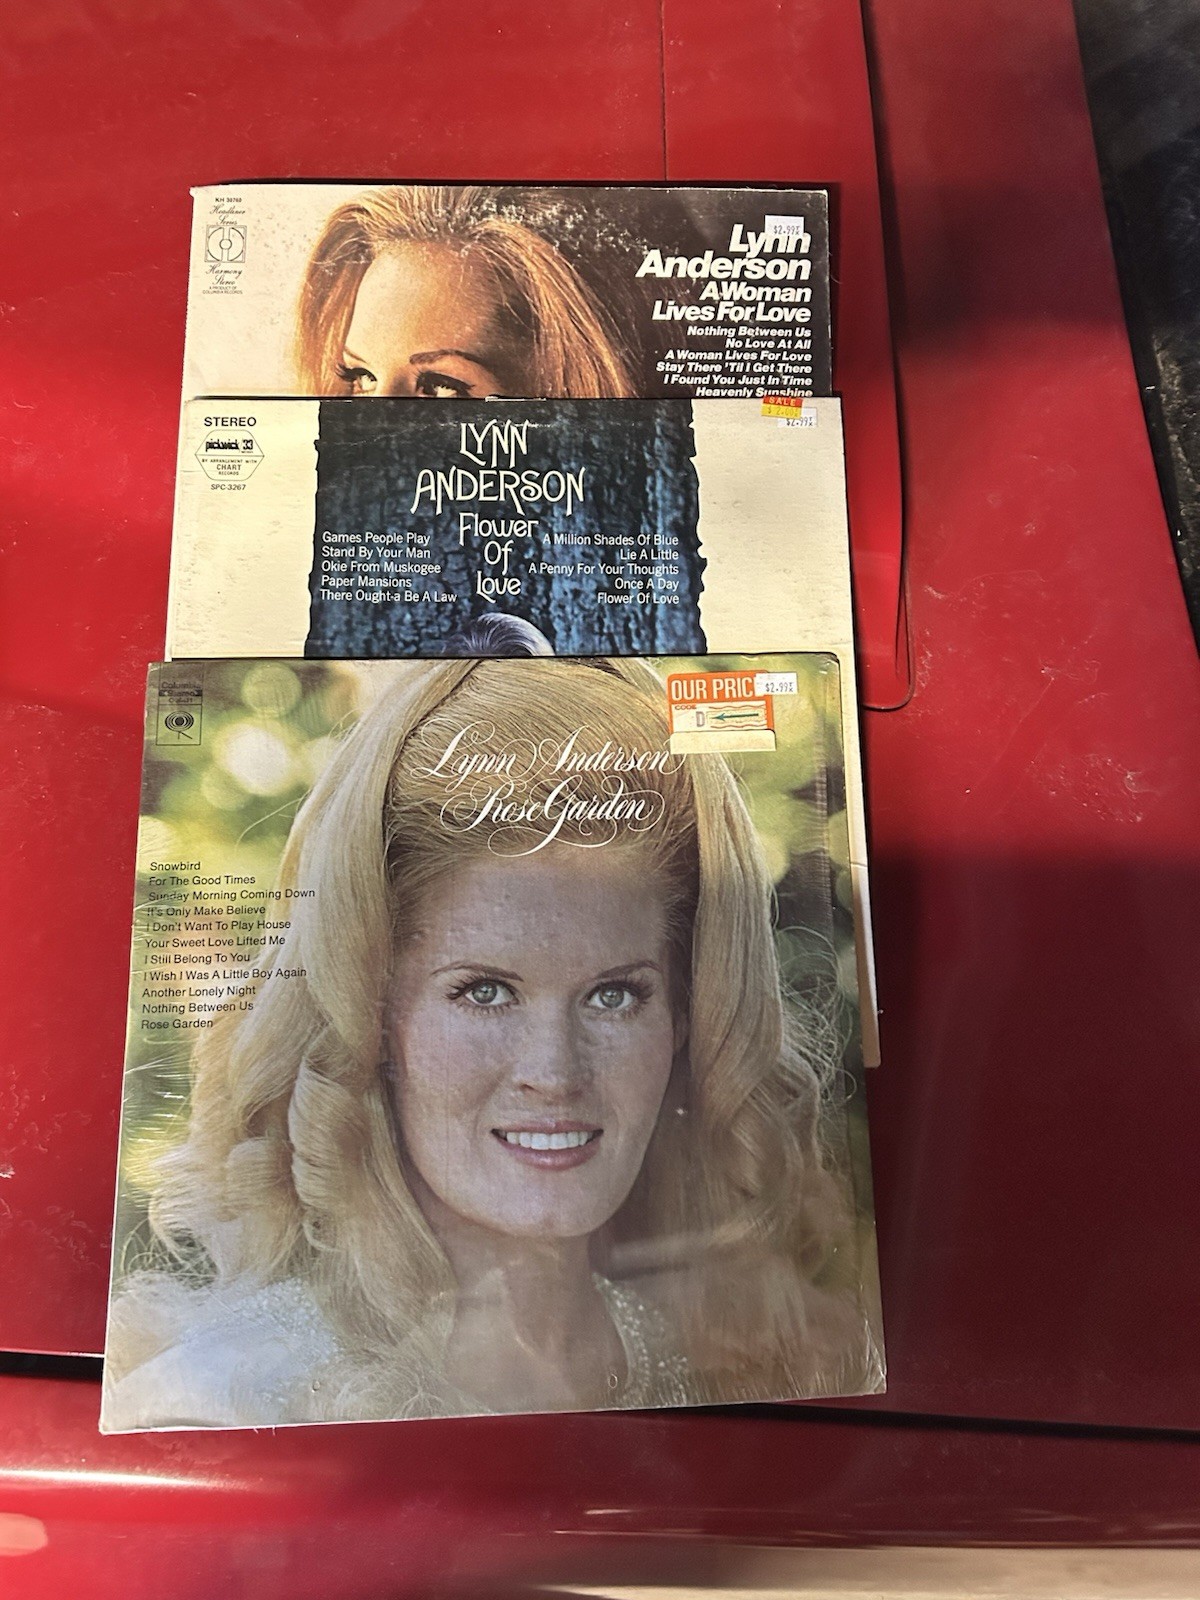 KH 30760
Headliner
Series
Harmony
Stereo
A PRODUCT OF
COLUMBIA RECORDS
$2.99
Lynn
Anderson
A Woman
Lives For Love
Nothing Between Us
No Love At All
A Woman Lives For Love
Stay There 'Til I Get There
I Found You Just In Time
Heavenly Sunshine
STEREO
pickwick 33
BY ARRANGEMENT WITH
CHART
RECORDS
SPC-3267
SALE
$2.99
LYNN
ANDERSON
Flower
Of
Love
Games People Play
Stand By Your Man
Okie From Muskogee
Paper Mansions
There Ought-a Be A Law
A Million Shades Of Blue
Lie A Little
A Penny For Your Thoughts
Once A Day
Flower Of Love
Columbia
Stereo
OUR PRIC
$2.99
CODE
D
Lynn Anderson
Rose Garden
Snowbird
For The Good Times
Sunday Morning Coming Down
It's Only Make Believe
I Don't Want To Play House
Your Sweet Love Lifted Me
I Still Belong To You
I Wish I Was A Little Boy Again
Another Lonely Night
Nothing Between Us
Rose Garden